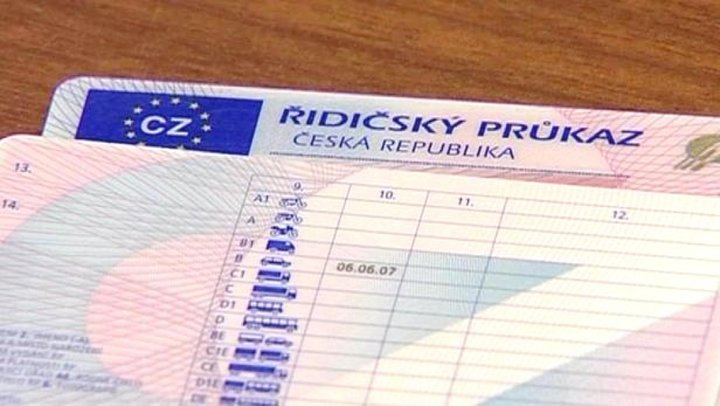 CZ
ŘIDIČSKÝ PRŮKAZ
ČESKÁ REPUBLIKA
13.
14.
9. 10. 11. 12.
A1
A
B1
B 06.06.07
C1
C
D1
D
BE
C1E
CE
D1E
DE